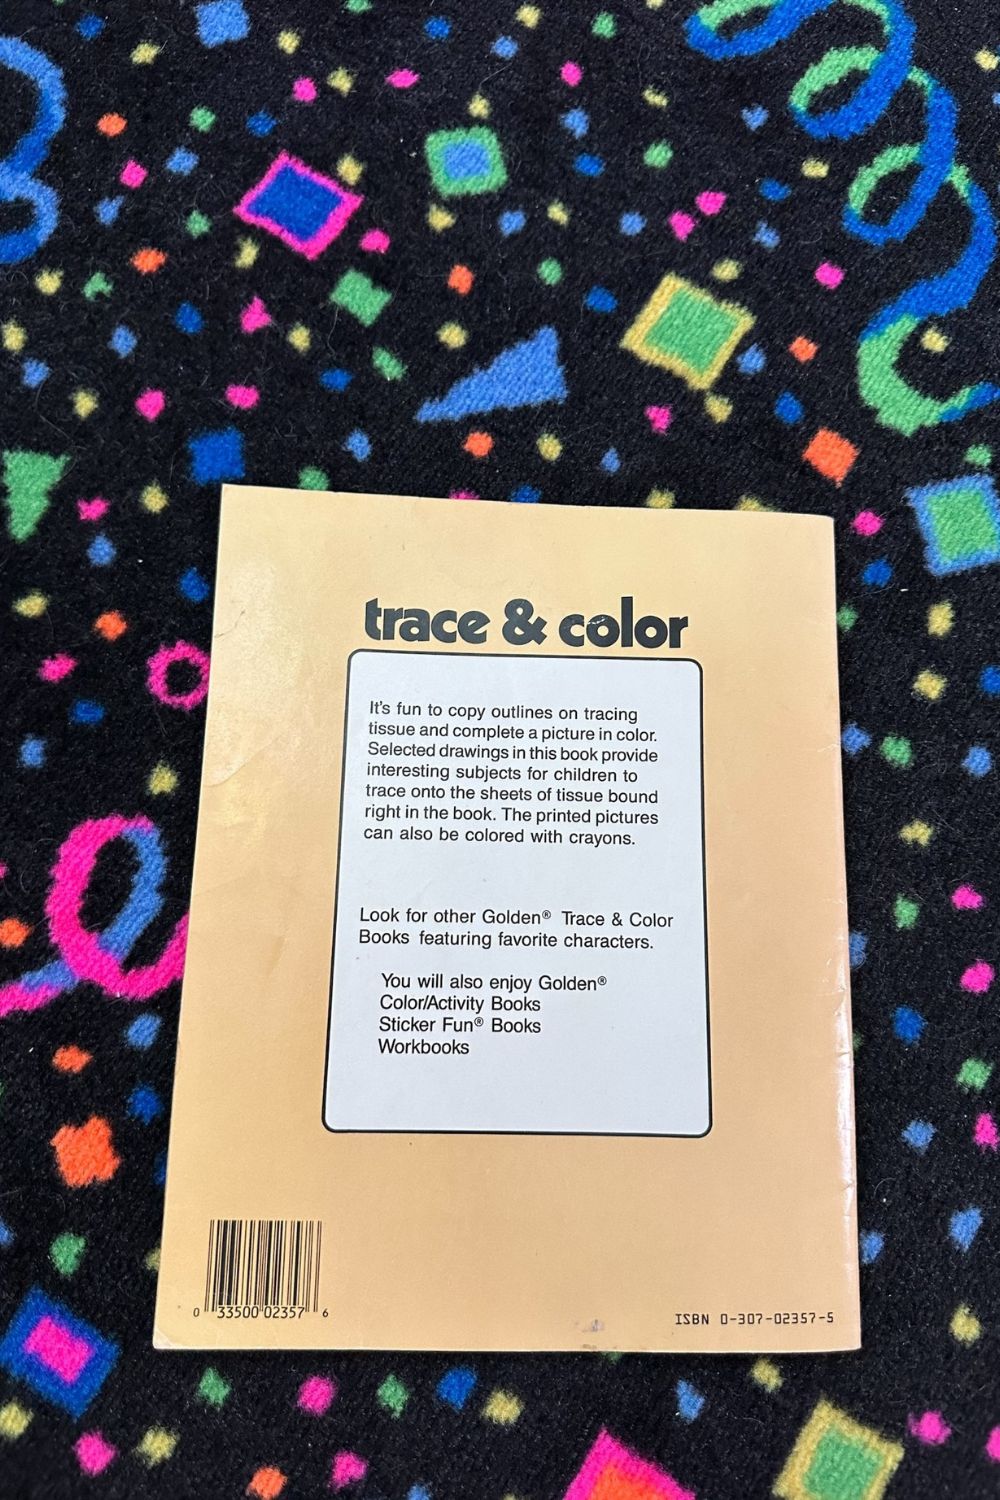 trace & color
It's fun to copy outlines on tracing
tissue and complete a picture in color.
Selected drawings in this book provide
interesting subjects for children to
trace onto the sheets of tissue bound
right in the book. The printed pictures
can also be colored with crayons.
Look for other Golden® Trace & Color
Books featuring favorite characters.
You will also enjoy Golden®
Color/Activity Books
Sticker Fun® Books
Workbooks
0 33500 02357 6
ISBN 0-307-02357-5